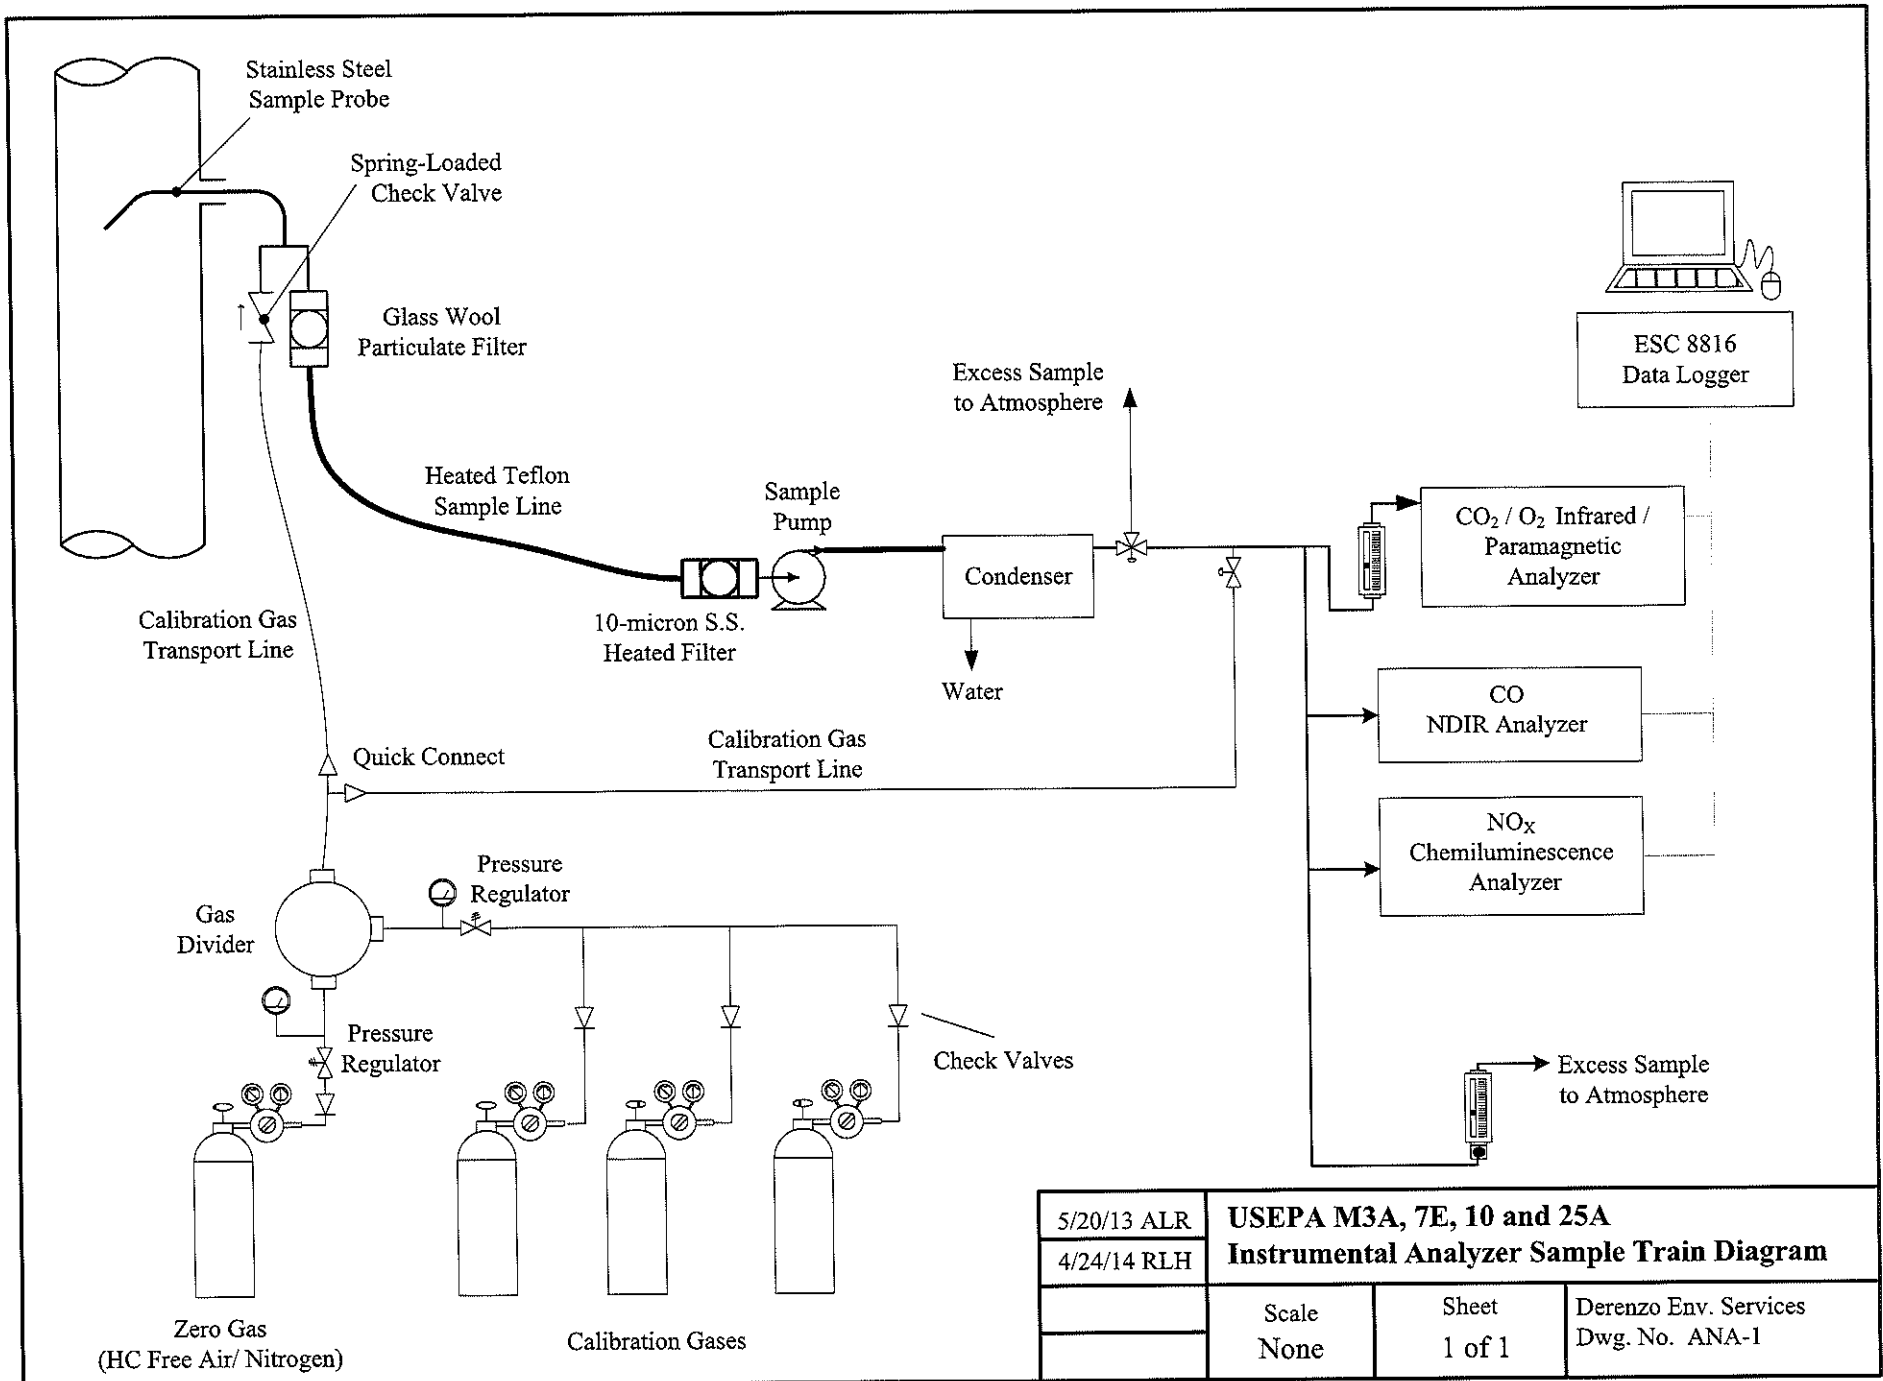 Stainless Steel
Sample Probe
Spring-Loaded
Check Valve
Glass Wool
Particulate Filter
Excess Sample
to Atmosphere
ESC 8816
Data Logger
Heated Teflon
Sample Line
Sample
Pump
CO₂ / O₂ Infrared /
Paramagnetic
Analyzer
Condenser
Calibration Gas
Transport Line
10-micron S.S.
Heated Filter
Water
CO
NDIR Analyzer
Quick Connect
Calibration Gas
Transport Line
NOX
Chemiluminescence
Analyzer
Pressure
Regulator
Gas
Divider
Pressure
Regulator
Check Valves
Excess Sample
to Atmosphere
Zero Gas
(HC Free Air/ Nitrogen)
Calibration Gases
5/20/13 ALR
4/24/14 RLH
USEPA M3A, 7E, 10 and 25A
Instrumental Analyzer Sample Train Diagram
Scale
None
Sheet
1 of 1
Derenzo Env. Services
Dwg. No. ANA-1